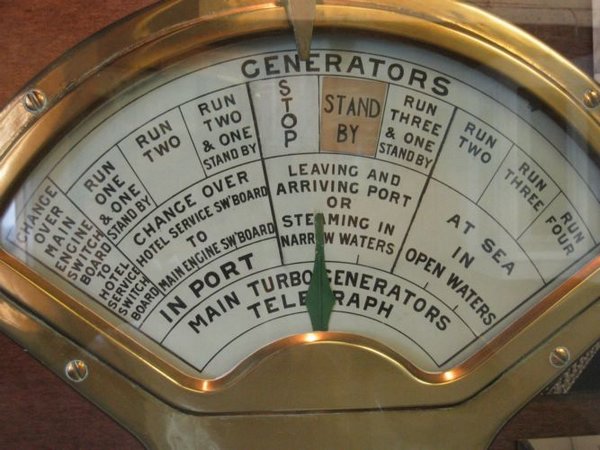 GENERATORS
CHANGE
OVER
MAIN
ENGINE
SWITCH
BOARD
TO
HOTEL
SERVICE
SWITCH
BOARD
RUN
ONE
& ONE
STAND BY
RUN
TWO
RUN
TWO
& ONE
STAND BY
STOP
STAND
BY
RUN
THREE
& ONE
STAND BY
RUN
TWO
RUN
THREE
RUN
FOUR
CHANGE OVER
HOTEL SERVICE SW'BOARD
TO
MAIN ENGINE SW'BOARD
IN PORT
LEAVING AND
ARRIVING PORT
OR
STEAMING IN
NARROW WATERS
AT SEA
IN
OPEN WATERS
MAIN TURBO GENERATORS
TELEGRAPH